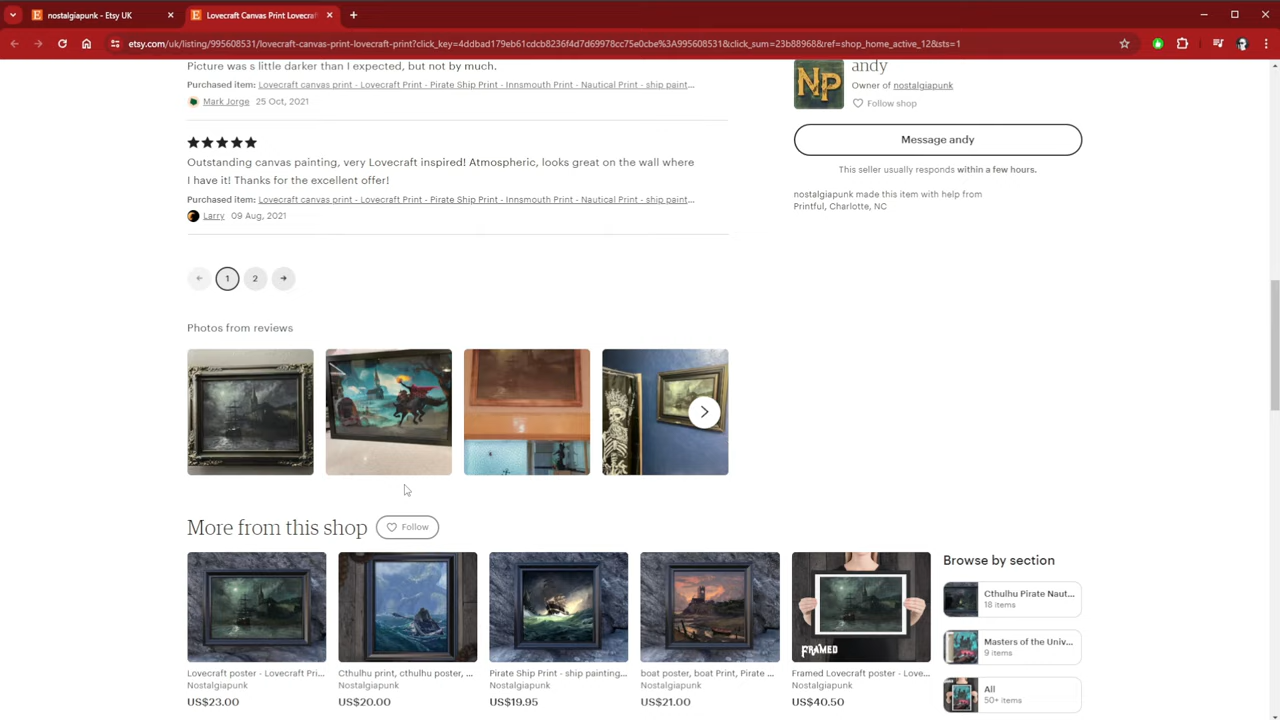 nostalgiapunk - Etsy UK
Lovecraft Canvas Print Lovecraf
etsy.com/uk/listing/995608531/lovecraft-canvas-print-lovecraft-print?click_key=4ddbad179eb61cdcb8236f4d7d69978cc75e0cbe%3A995608531&click_sum=23b88968&ref=shop_home_active_12&sts=1
Picture was s little darker than I expected, but not by much.
Purchased item: Lovecraft canvas print - Lovecraft Print - Pirate Ship Print - Innsmouth Print - Nautical Print - ship paint...
Mark Jorge 25 Oct, 2021
Outstanding canvas painting, very Lovecraft inspired! Atmospheric, looks great on the wall where
I have it! Thanks for the excellent offer!
Purchased item: Lovecraft canvas print - Lovecraft Print - Pirate Ship Print - Innsmouth Print - Nautical Print - ship paint...
Larry 09 Aug, 2021
1 2
NP
andy
Owner of nostalgiapunk
Follow shop
Message andy
This seller usually responds within a few hours.
nostalgiapunk made this item with help from
Printful, Charlotte, NC
Photos from reviews
More from this shop
Follow
FRAMED
Lovecraft poster - Lovecraft Pri...
Nostalgiapunk
US$23.00
Cthulhu print, cthulhu poster, ...
Nostalgiapunk
US$20.00
Pirate Ship Print - ship painting...
Nostalgiapunk
US$19.95
boat poster, boat Print, Pirate ...
Nostalgiapunk
US$21.00
Framed Lovecraft poster - Love...
Nostalgiapunk
US$40.50
Browse by section
Cthulhu Pirate Naut...
18 items
Masters of the Univ...
9 items
All
50+ items